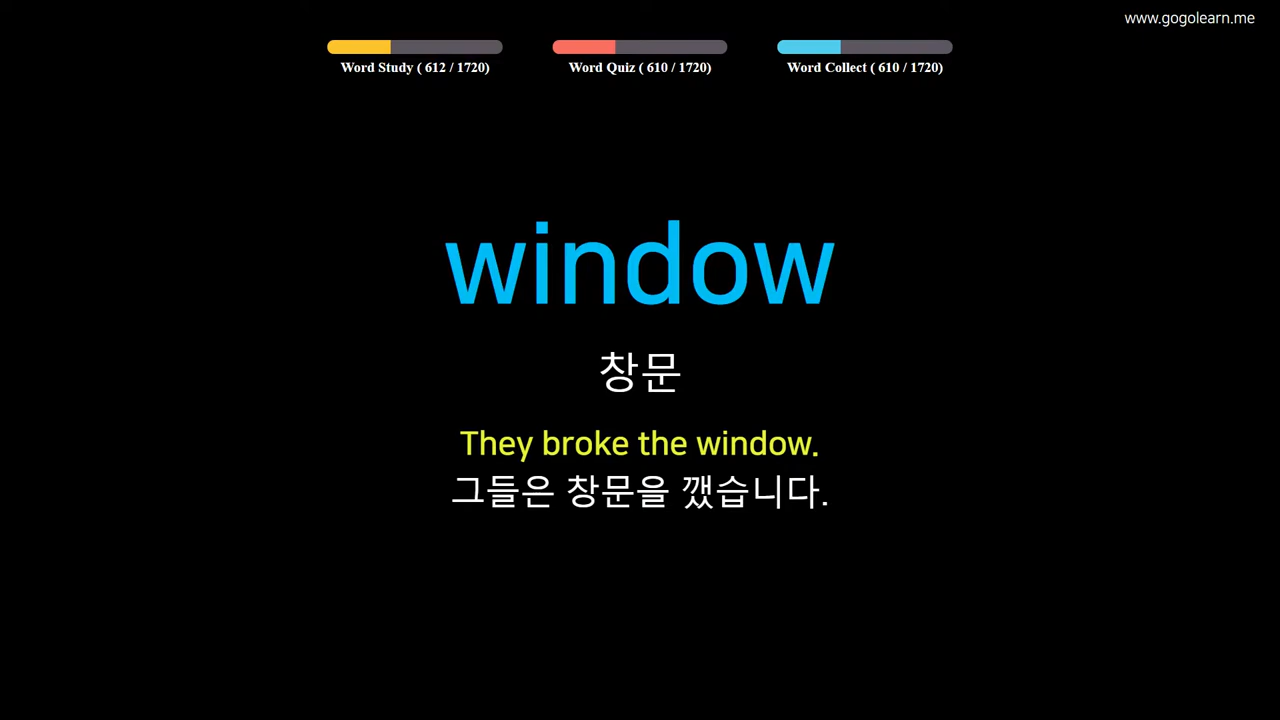 www.gogolearn.me
Word Study ( 612 / 1720)
Word Quiz ( 610 / 1720)
Word Collect ( 610 / 1720)
window
창문
They broke the window.
그들은 창문을 깼습니다.